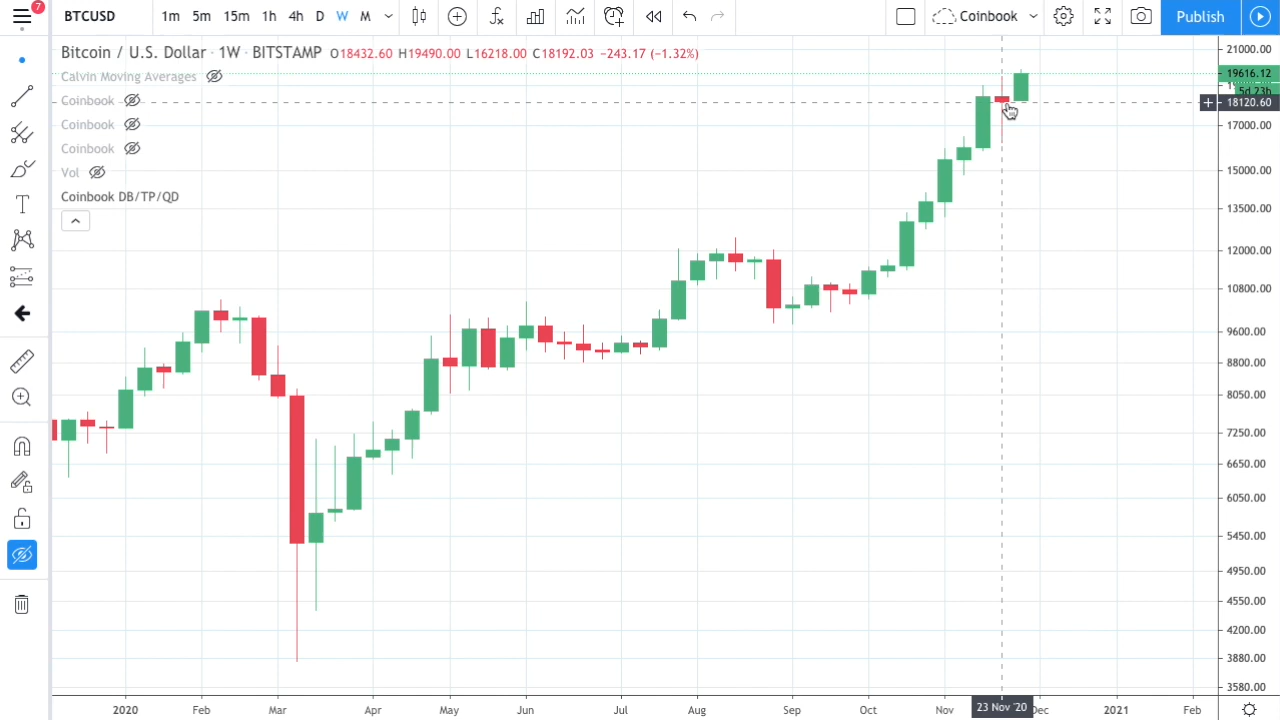 7
BTCUSD 1m 5m 15m 1h 4h D W M Coinbook Publish
Bitcoin / U.S. Dollar · 1W · BITSTAMP O18432.60 H19490.00 L16218.00 C18192.03 −243.17 (−1.32%)
Calvin Moving Averages
Coinbook
Coinbook
Coinbook
Vol
Coinbook DB/TP/QD
T
21000.00
19616.12
5d 23h
18120.60
17000.00
15000.00
13500.00
12000.00
10800.00
9600.00
8800.00
8050.00
7250.00
6650.00
6050.00
5450.00
4950.00
4550.00
4200.00
3880.00
3580.00
2020 Feb Mar Apr May Jun Jul Aug Sep Oct Nov 23 Nov '20 Dec 2021 Feb